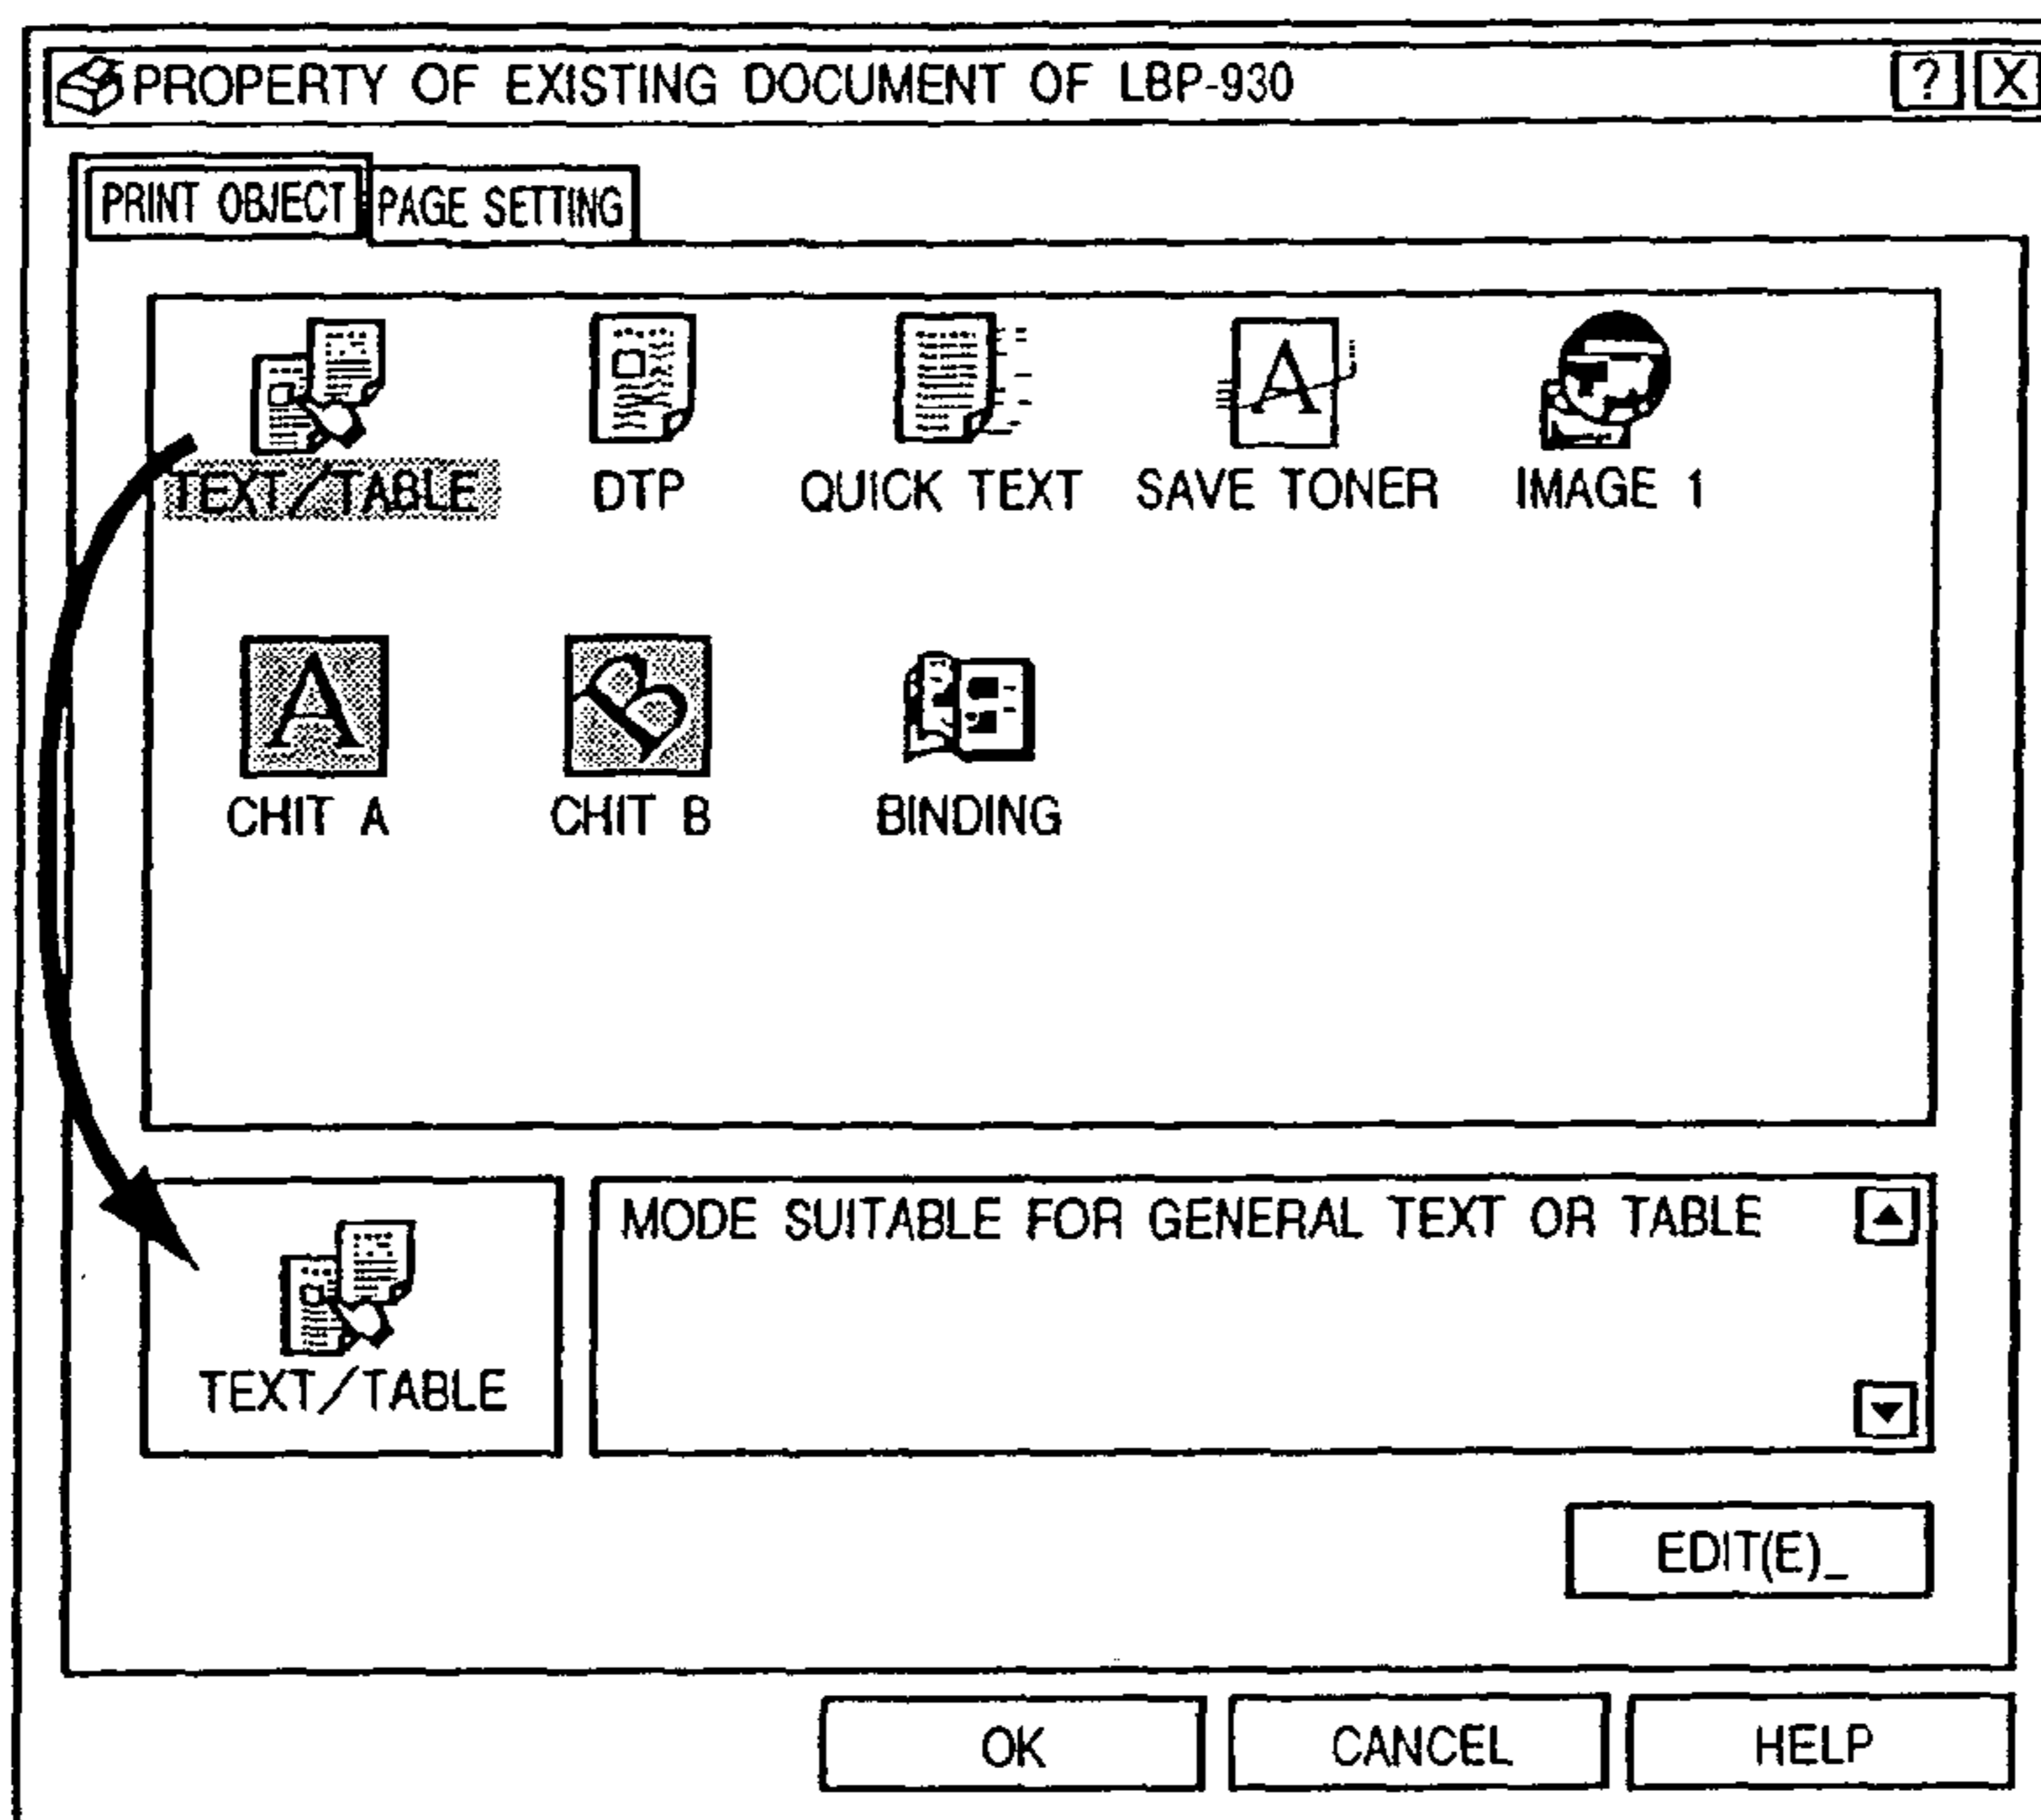 PROPERTY OF EXISTING DOCUMENT OF LBP-930 ? X
PRINT OBJECT PAGE SETTING
TEXT/TABLE DTP QUICK TEXT SAVE TONER IMAGE 1
CHIT A CHIT B BINDING
MODE SUITABLE FOR GENERAL TEXT OR TABLE
TEXT/TABLE
EDIT(E)_
OK CANCEL HELP